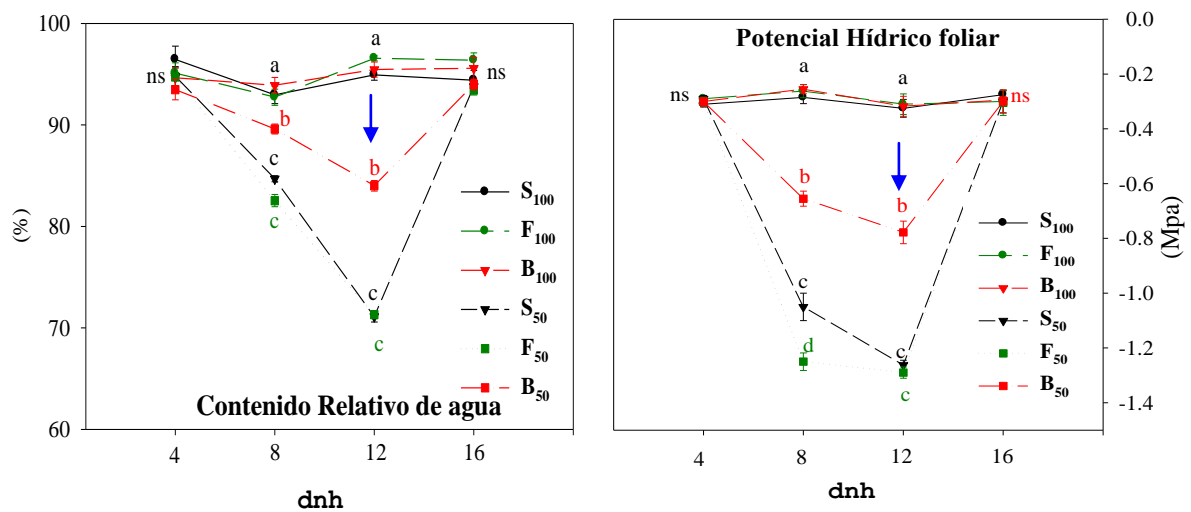 100
90
80
70
60
(%)
ns
a
b
c
c
a
b
c
c
ns
S100
F100
B100
S50
F50
B50
Contenido Relativo de agua
4 8 12 16
dnh
Potencial Hídrico foliar
0.0
-0.2
-0.4
-0.6
-0.8
-1.0
-1.2
-1.4
(Mpa)
ns
a
b
c
d
a
b
c
c
ns
S100
F100
B100
S50
F50
B50
4 8 12 16
dnh